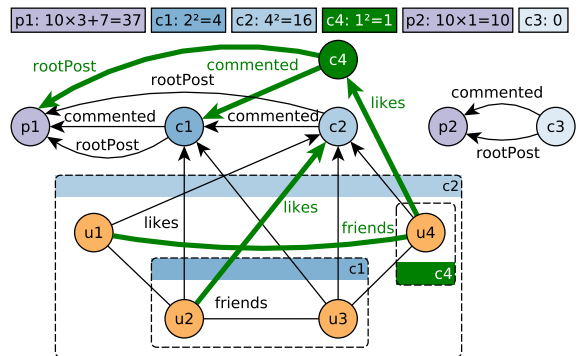 p1: 10×3+7=37 c1: 2²=4 c2: 4²=16 c4: 1²=1 p2: 10×1=10 c3: 0
c4
rootPost
commented
rootPost
likes
commented
p1
commented
c1
commented
c2
p2
c3
rootPost
rootPost
c2
likes
likes
friends
u1
u4
c1
c4
friends
u2
u3